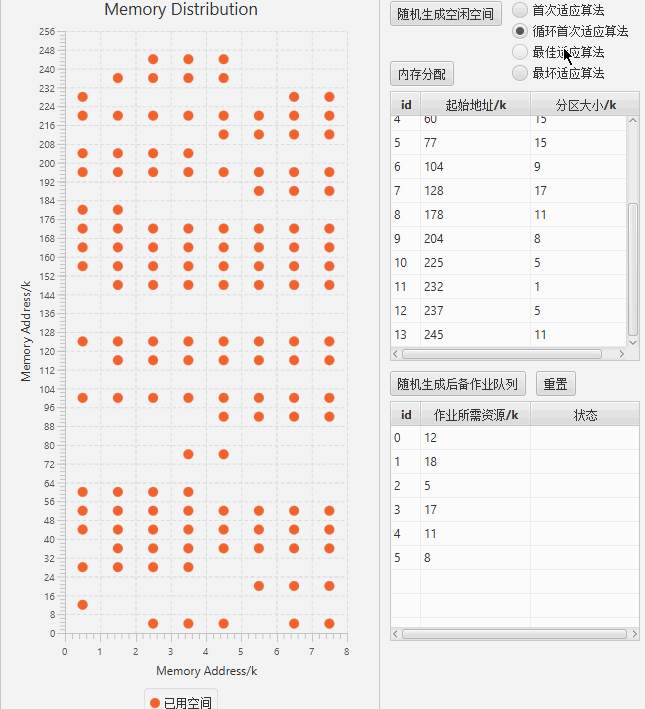 Memory Distribution
256
248
240
232
224
216
208
200
192
184
176
168
160
152
144
136
128
120
112
104
96
88
80
72
64
56
48
40
32
24
16
8
0
Memory Address/k
0 1 2 3 4 5 6 7 8
Memory Address/k
已用空间
随机生成空闲空间
首次适应算法
循环首次适应算法
最佳适应算法
最坏适应算法
内存分配
id 起始地址/k 分区大小/k
4 60 15
5 77 15
6 104 9
7 128 17
8 178 11
9 204 8
10 225 5
11 232 1
12 237 5
13 245 11
随机生成后备作业队列 重置
id 作业所需资源/k 状态
0 12
1 18
2 5
3 17
4 11
5 8